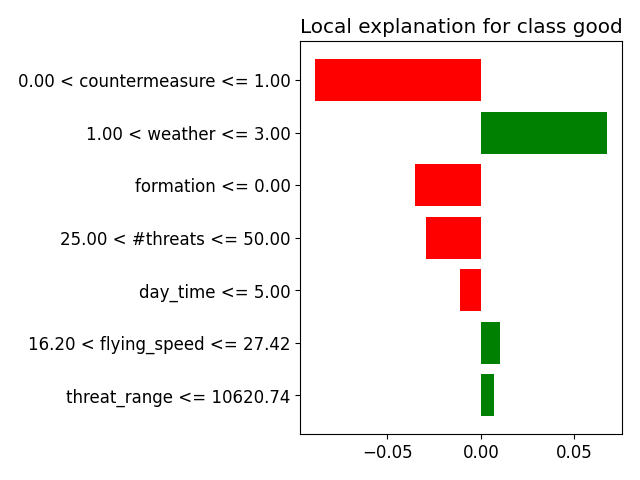 Local explanation for class good
0.00 < countermeasure <= 1.00
1.00 < weather <= 3.00
formation <= 0.00
25.00 < #threats <= 50.00
day_time <= 5.00
16.20 < flying_speed <= 27.42
threat_range <= 10620.74
−0.05 0.00 0.05